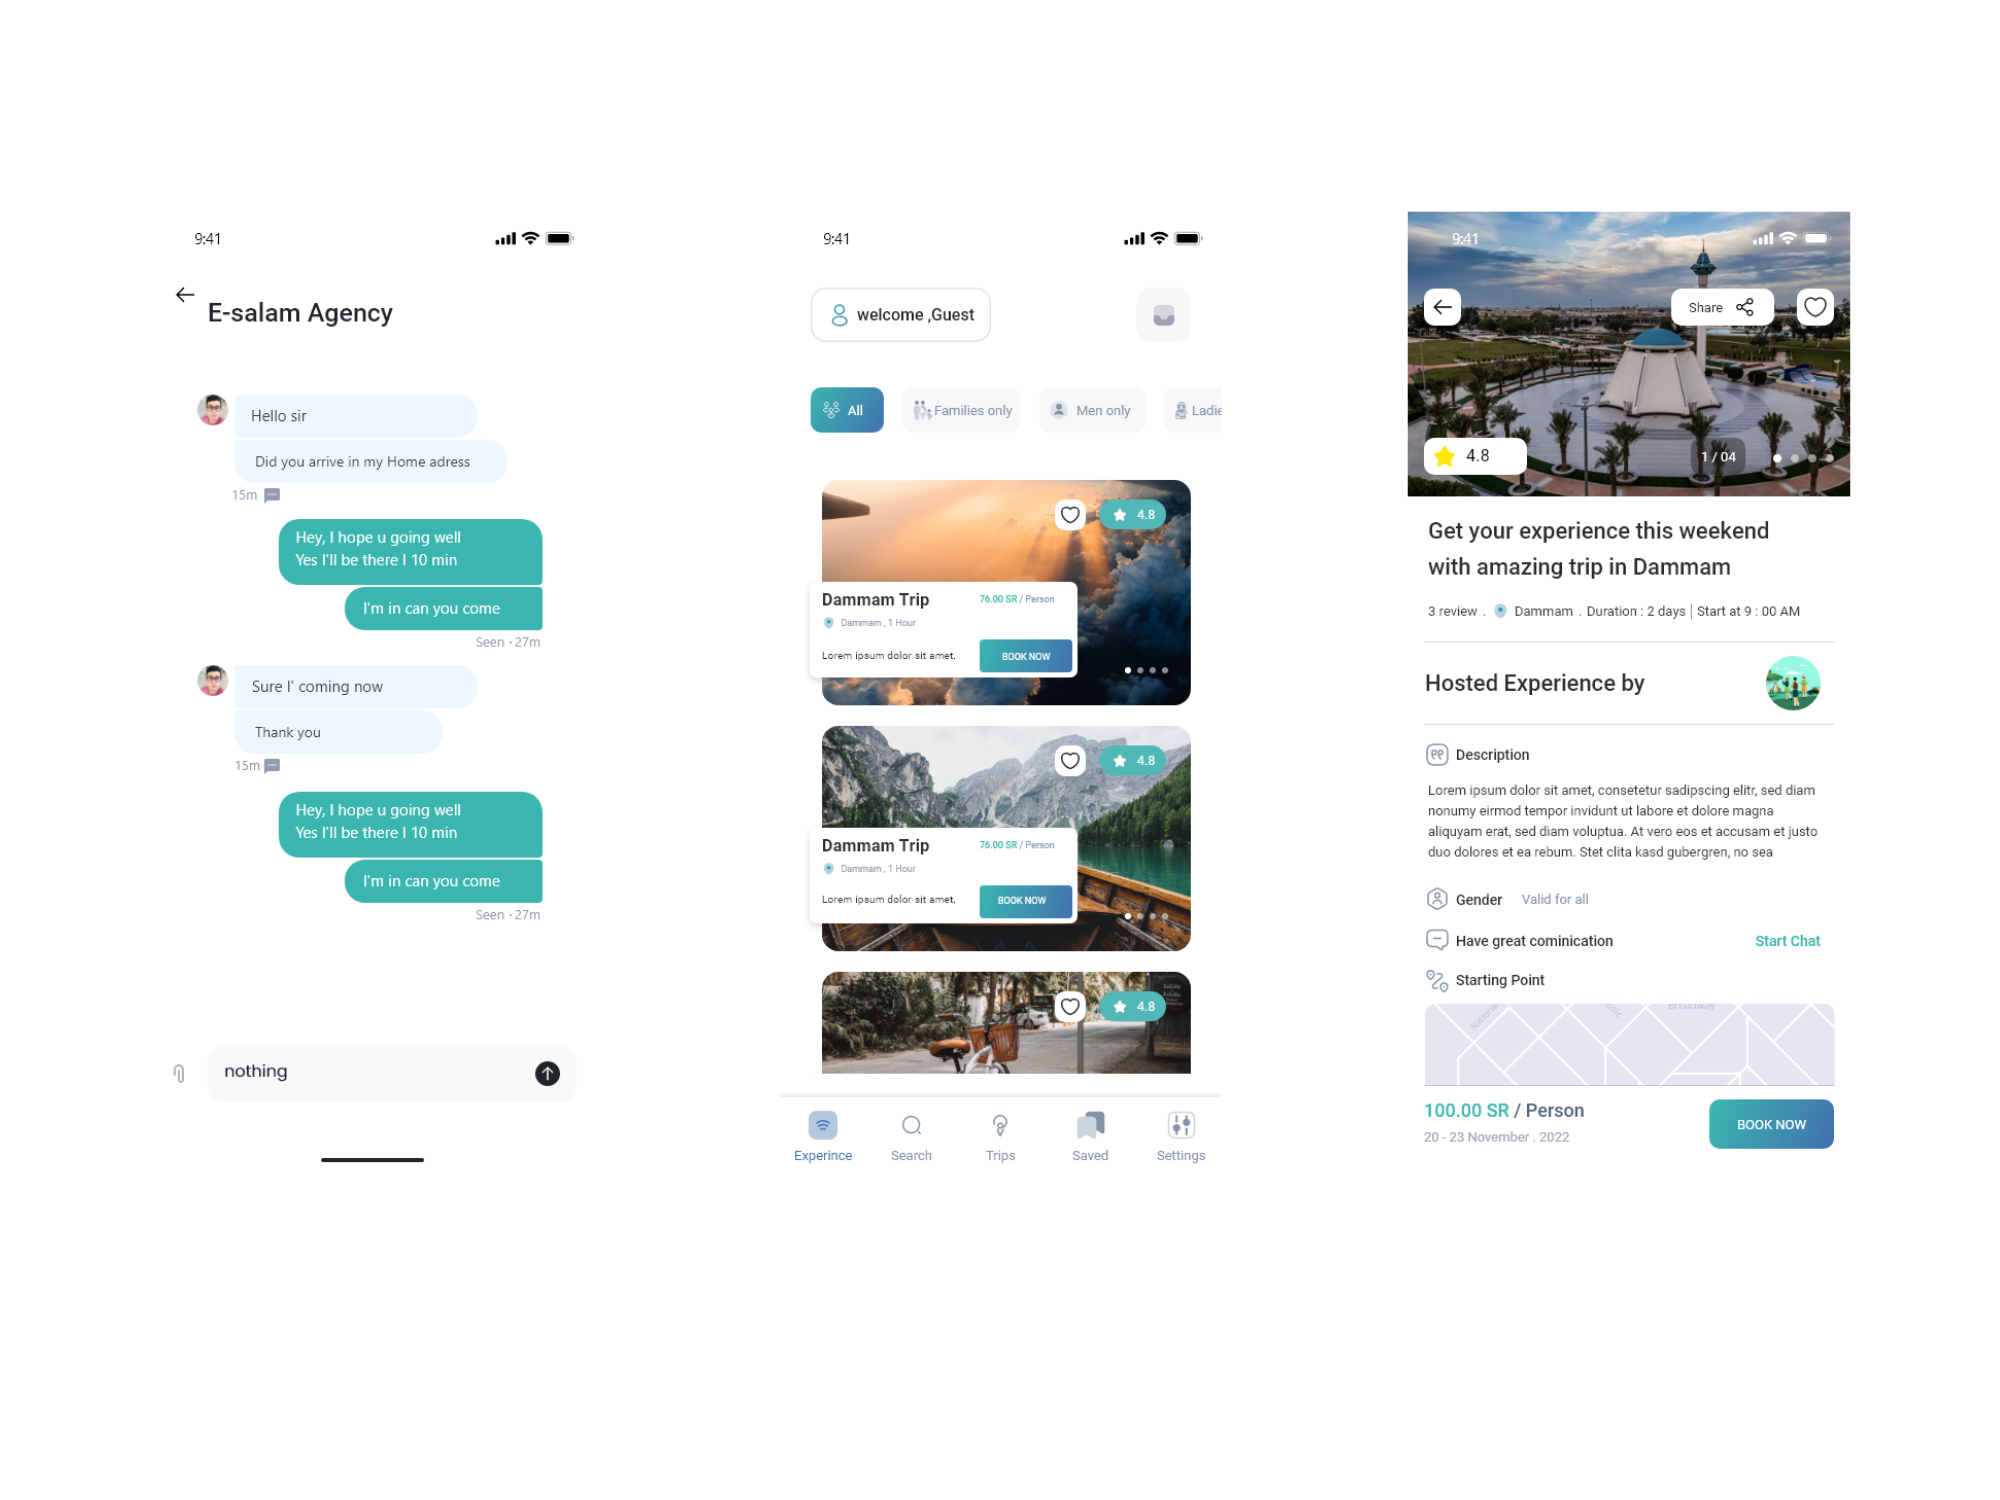 9:41
E-salam Agency
Hello sir
Did you arrive in my Home adress
15m
Hey, I hope u going well
Yes I'll be there I 10 min
I'm in can you come
Seen · 27m
Sure I' coming now
Thank you
15m
Hey, I hope u going well
Yes I'll be there I 10 min
I'm in can you come
Seen · 27m
nothing
9:41
welcome ,Guest
All
Families only
Men only
Ladie
4.8
Dammam Trip
76.00 SR / Person
Dammam , 1 Hour
Lorem ipsum dolor sit amet,
BOOK NOW
4.8
Dammam Trip
76.00 SR / Person
Dammam , 1 Hour
Lorem ipsum dolor sit amet,
BOOK NOW
4.8
Experince
Search
Trips
Saved
Settings
9:41
Share
4.8
1 / 04
Get your experience this weekend
with amazing trip in Dammam
3 review . Dammam . Duration : 2 days | Start at 9 : 00 AM
Hosted Experience by
Description
Lorem ipsum dolor sit amet, consetetur sadipscing elitr, sed diam
nonumy eirmod tempor invidunt ut labore et dolore magna
aliquyam erat, sed diam voluptua. At vero eos et accusam et justo
duo dolores et ea rebum. Stet clita kasd gubergren, no sea
Gender
Valid for all
Have great cominication
Start Chat
Starting Point
Broadway
100.00 SR / Person
20 - 23 November . 2022
BOOK NOW